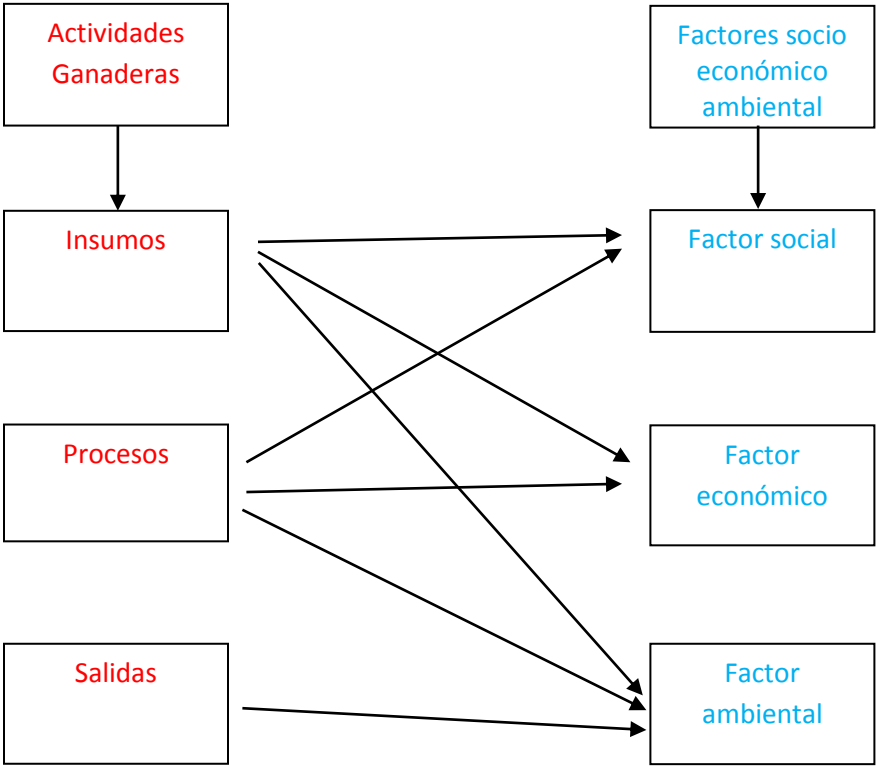 Actividades
Ganaderas
Factores socio
económico
ambiental
Insumos
Factor social
Procesos
Factor
económico
Salidas
Factor
ambiental